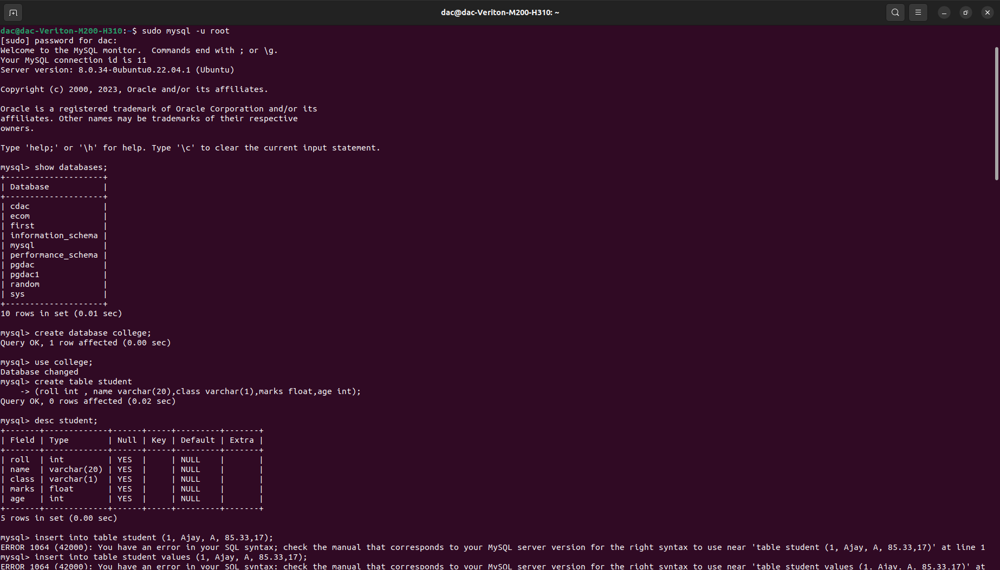 dac@dac-Veriton-M200-H310: ~
dac@dac-Veriton-M200-H310:~$ sudo mysql -u root
[sudo] password for dac:
Welcome to the MySQL monitor.  Commands end with ; or \g.
Your MySQL connection id is 11
Server version: 8.0.34-0ubuntu0.22.04.1 (Ubuntu)
Copyright (c) 2000, 2023, Oracle and/or its affiliates.
Oracle is a registered trademark of Oracle Corporation and/or its
affiliates. Other names may be trademarks of their respective
owners.
Type 'help;' or '\h' for help. Type '\c' to clear the current input statement.
mysql> show databases;
+--------------------+
| Database           |
+--------------------+
| cdac               |
| ecom               |
| first              |
| information_schema |
| mysql              |
| performance_schema |
| pgdac              |
| pgdac1             |
| random             |
| sys                |
+--------------------+
10 rows in set (0.01 sec)
mysql> create database college;
Query OK, 1 row affected (0.00 sec)
mysql> use college;
Database changed
mysql> create table student
    -> (roll int , name varchar(20),class varchar(1),marks float,age int);
Query OK, 0 rows affected (0.02 sec)
mysql> desc student;
+-------+-------------+------+-----+---------+-------+
| Field | Type        | Null | Key | Default | Extra |
+-------+-------------+------+-----+---------+-------+
| roll  | int         | YES  |     | NULL    |       |
| name  | varchar(20) | YES  |     | NULL    |       |
| class | varchar(1)  | YES  |     | NULL    |       |
| marks | float       | YES  |     | NULL    |       |
| age   | int         | YES  |     | NULL    |       |
+-------+-------------+------+-----+---------+-------+
5 rows in set (0.00 sec)
mysql> insert into table student (1, Ajay, A, 85.33,17);
ERROR 1064 (42000): You have an error in your SQL syntax; check the manual that corresponds to your MySQL server version for the right syntax to use near 'table student (1, Ajay, A, 85.33,17)' at line 1
mysql> insert into table student values (1, Ajay, A, 85.33,17);
ERROR 1064 (42000): You have an error in your SQL syntax; check the manual that corresponds to your MySQL server version for the right syntax to use near 'table student values (1, Ajay, A, 85.33,17)' at